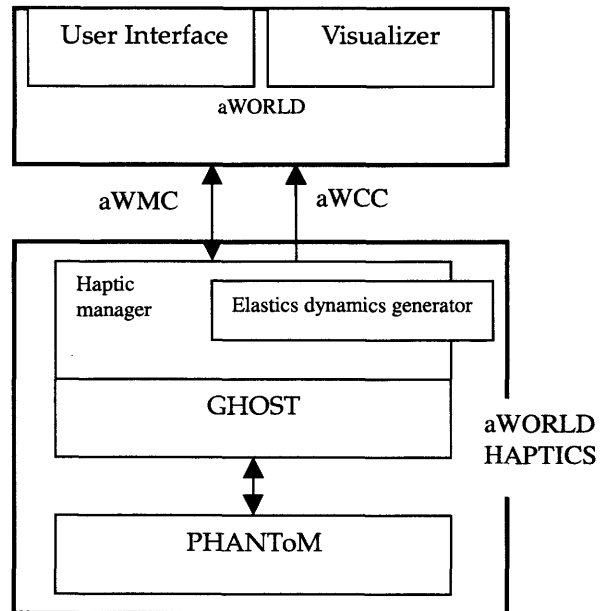 User Interface
Visualizer
aWORLD
aWMC
aWCC
Haptic
manager
Elastics dynamics generator
GHOST
aWORLD
HAPTICS
PHANToM